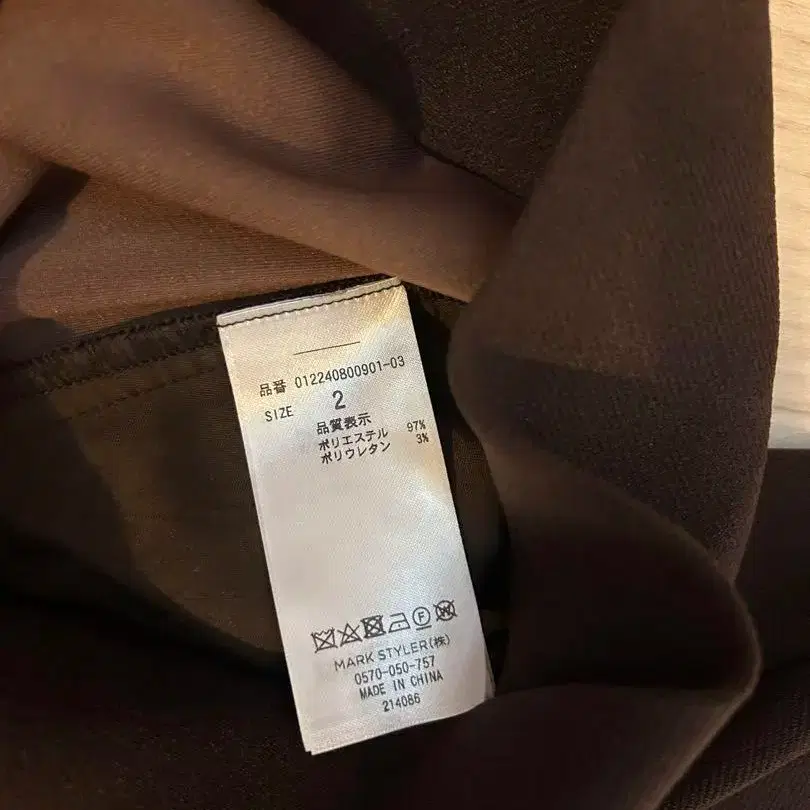 品番 012240800901-03
SIZE 2
品質表示
ポリエステル 97%
ポリウレタン 3%
F W
MARK STYLER(株)
0570-050-757
MADE IN CHINA
214086